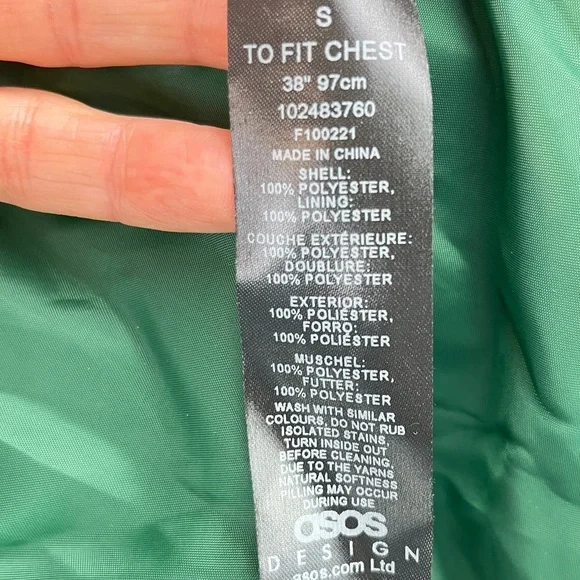 S
TO FIT CHEST
38" 97cm
102483760
F100221
MADE IN CHINA
SHELL:
100% POLYESTER,
LINING:
100% POLYESTER
COUCHE EXTÉRIEURE:
100% POLYESTER,
DOUBLURE:
100% POLYESTER
EXTERIOR:
100% POLIÉSTER,
FORRO:
100% POLIÉSTER
MUSCHEL:
100% POLYESTER,
FUTTER:
100% POLYESTER
WASH WITH SIMILAR
COLOURS, DO NOT RUB
ISOLATED STAINS,
TURN INSIDE OUT
BEFORE CLEANING,
DUE TO THE YARNS
NATURAL SOFTNESS
PILLING MAY OCCUR
DURING USE
asos
DESIGN
asos.com Ltd